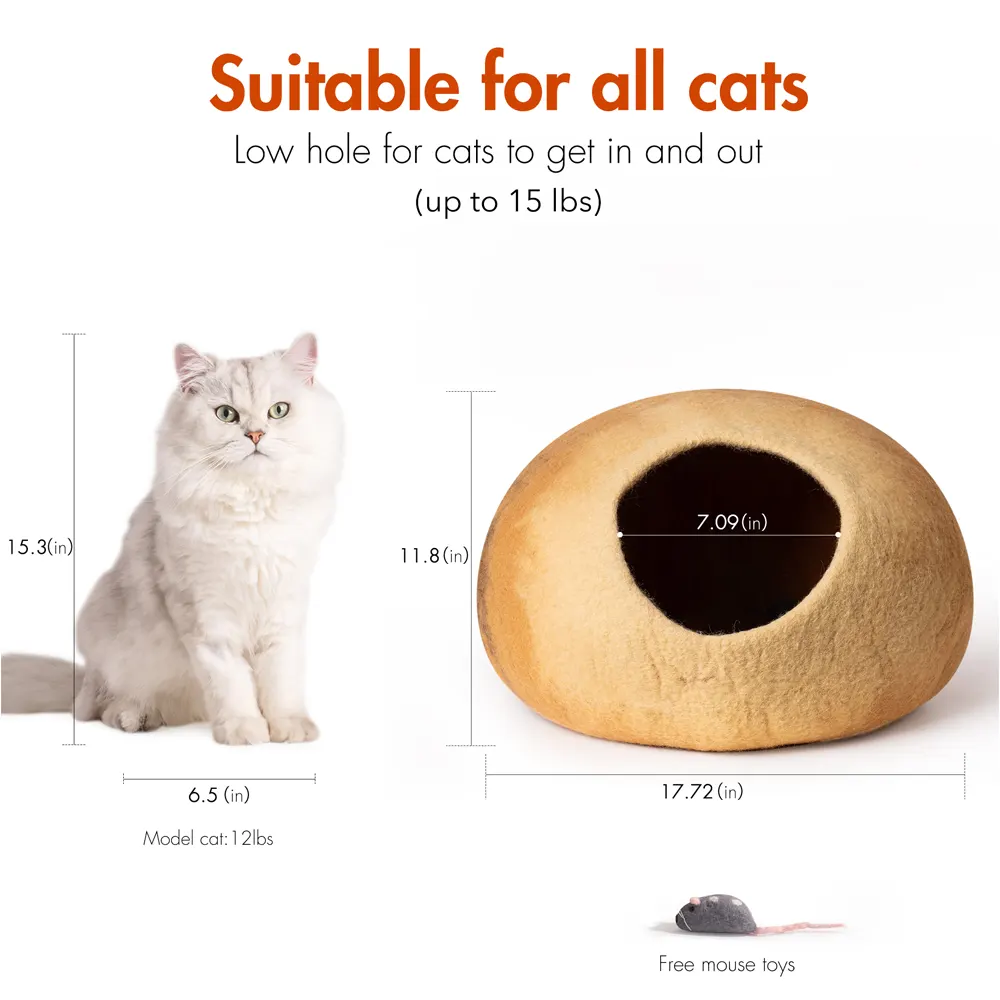 Suitable for all cats
Low hole for cats to get in and out
(up to 15 lbs)
15.3(in)
11.8(in)
7.09(in)
6.5 (in)
17.72(in)
Model cat:12lbs
Free mouse toys